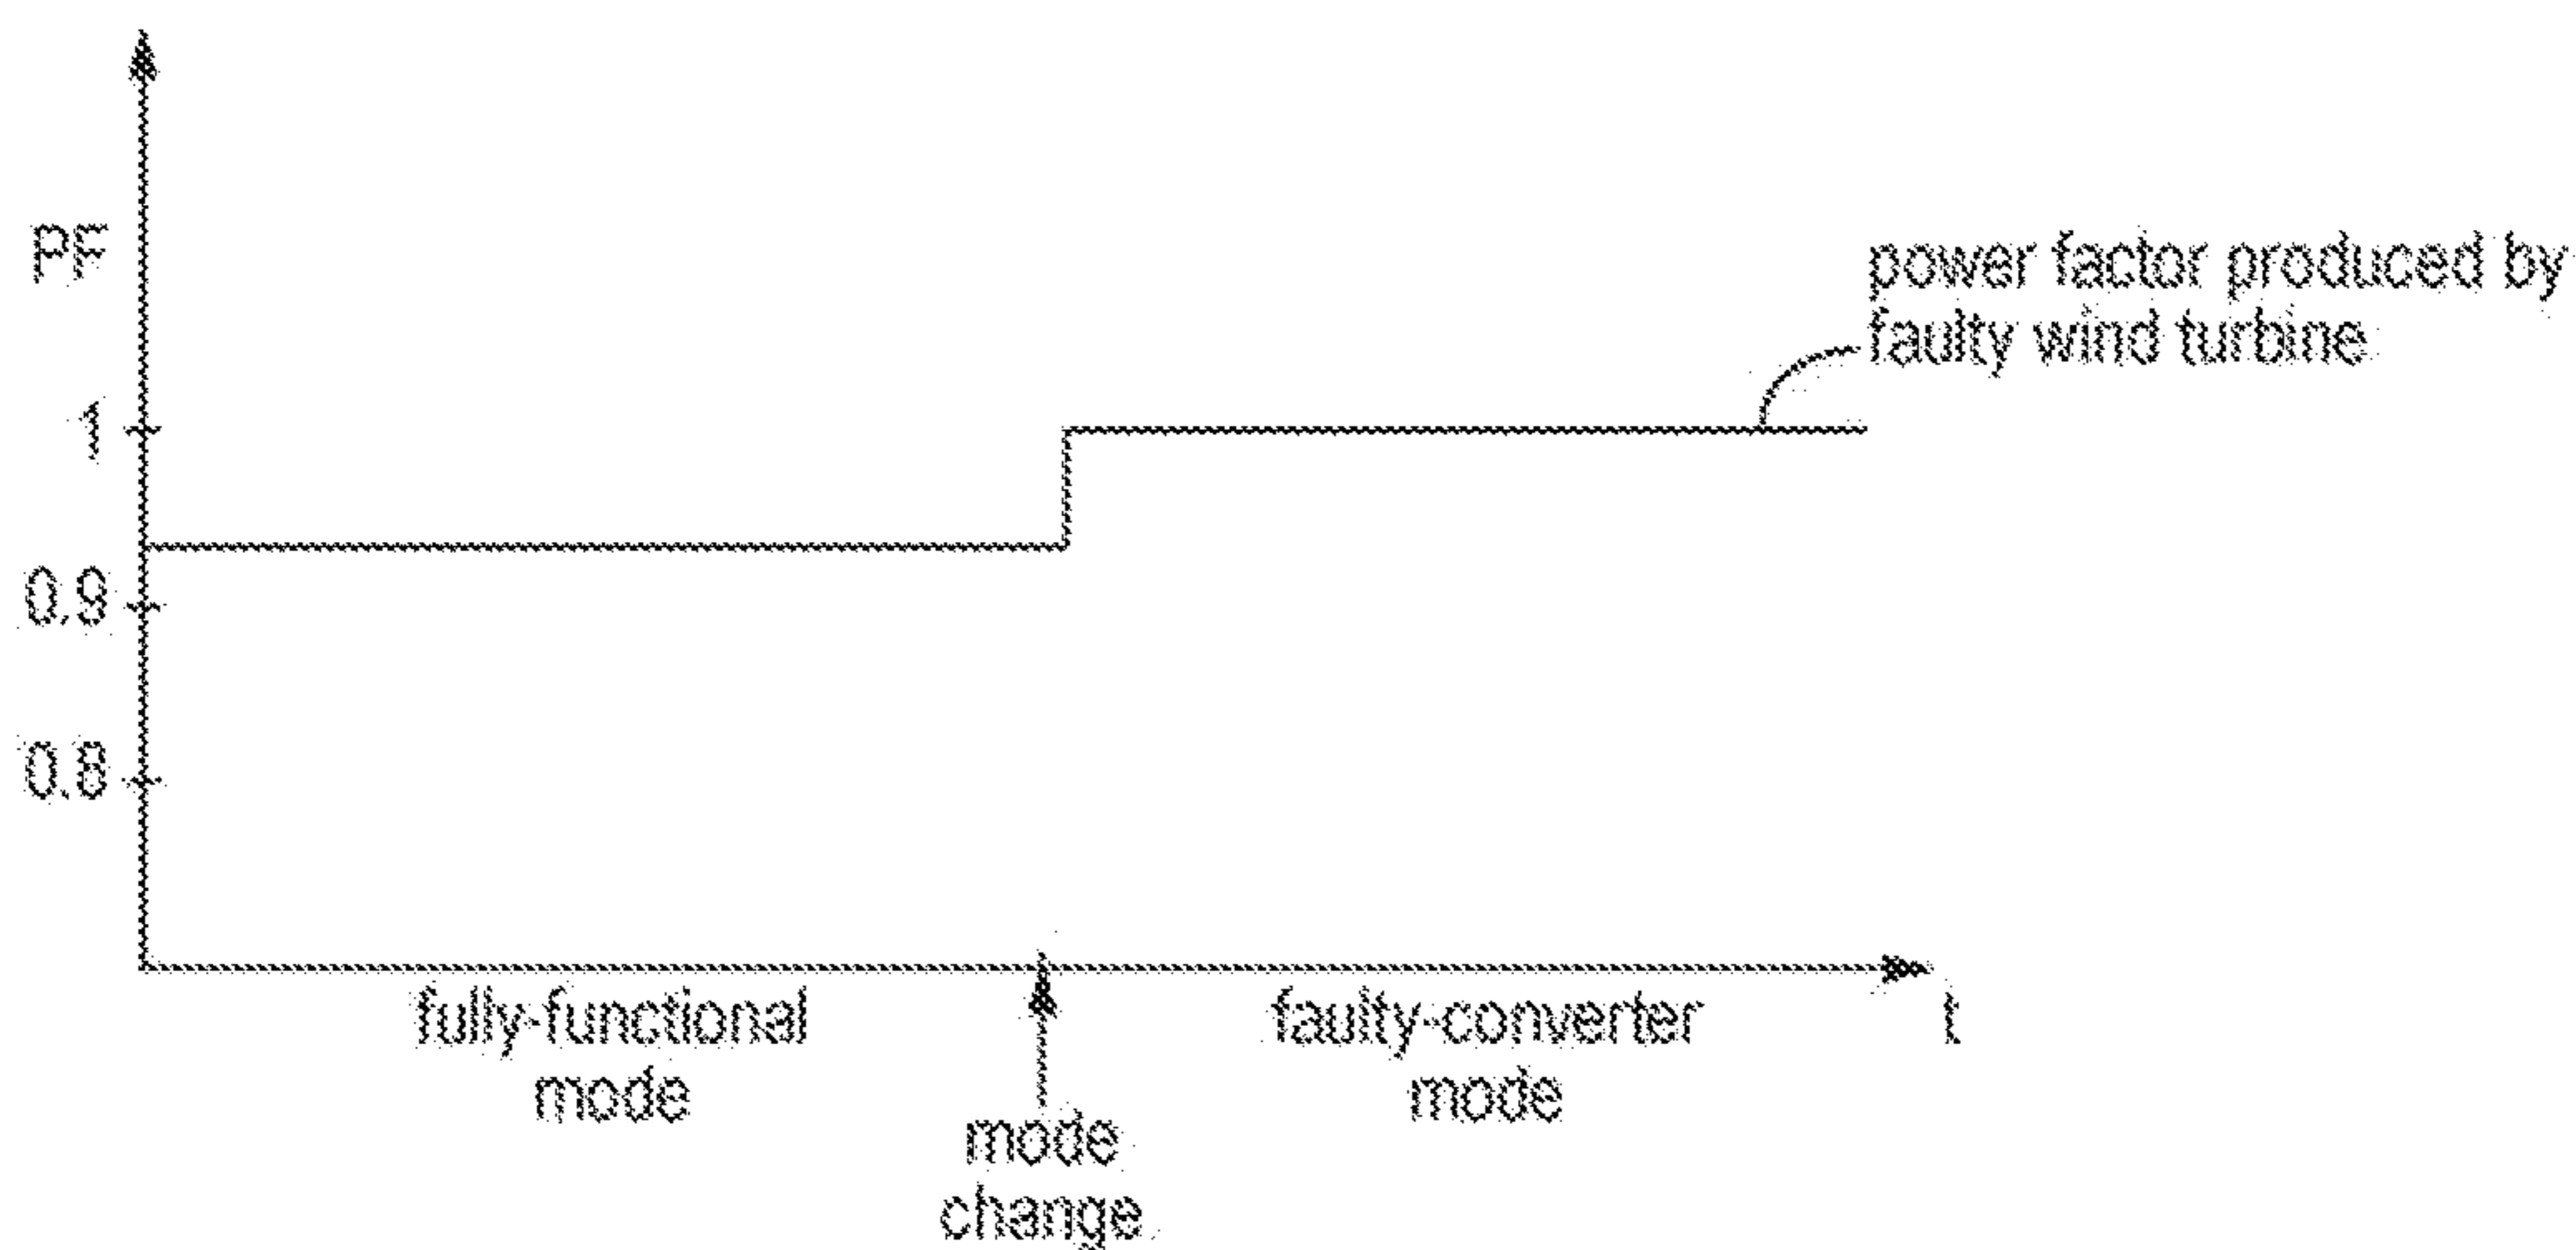 PF
power factor produced by
faulty wind turbine
1
0.9
0.8
fully-functional
mode
faulty-converter
mode
t
mode
change